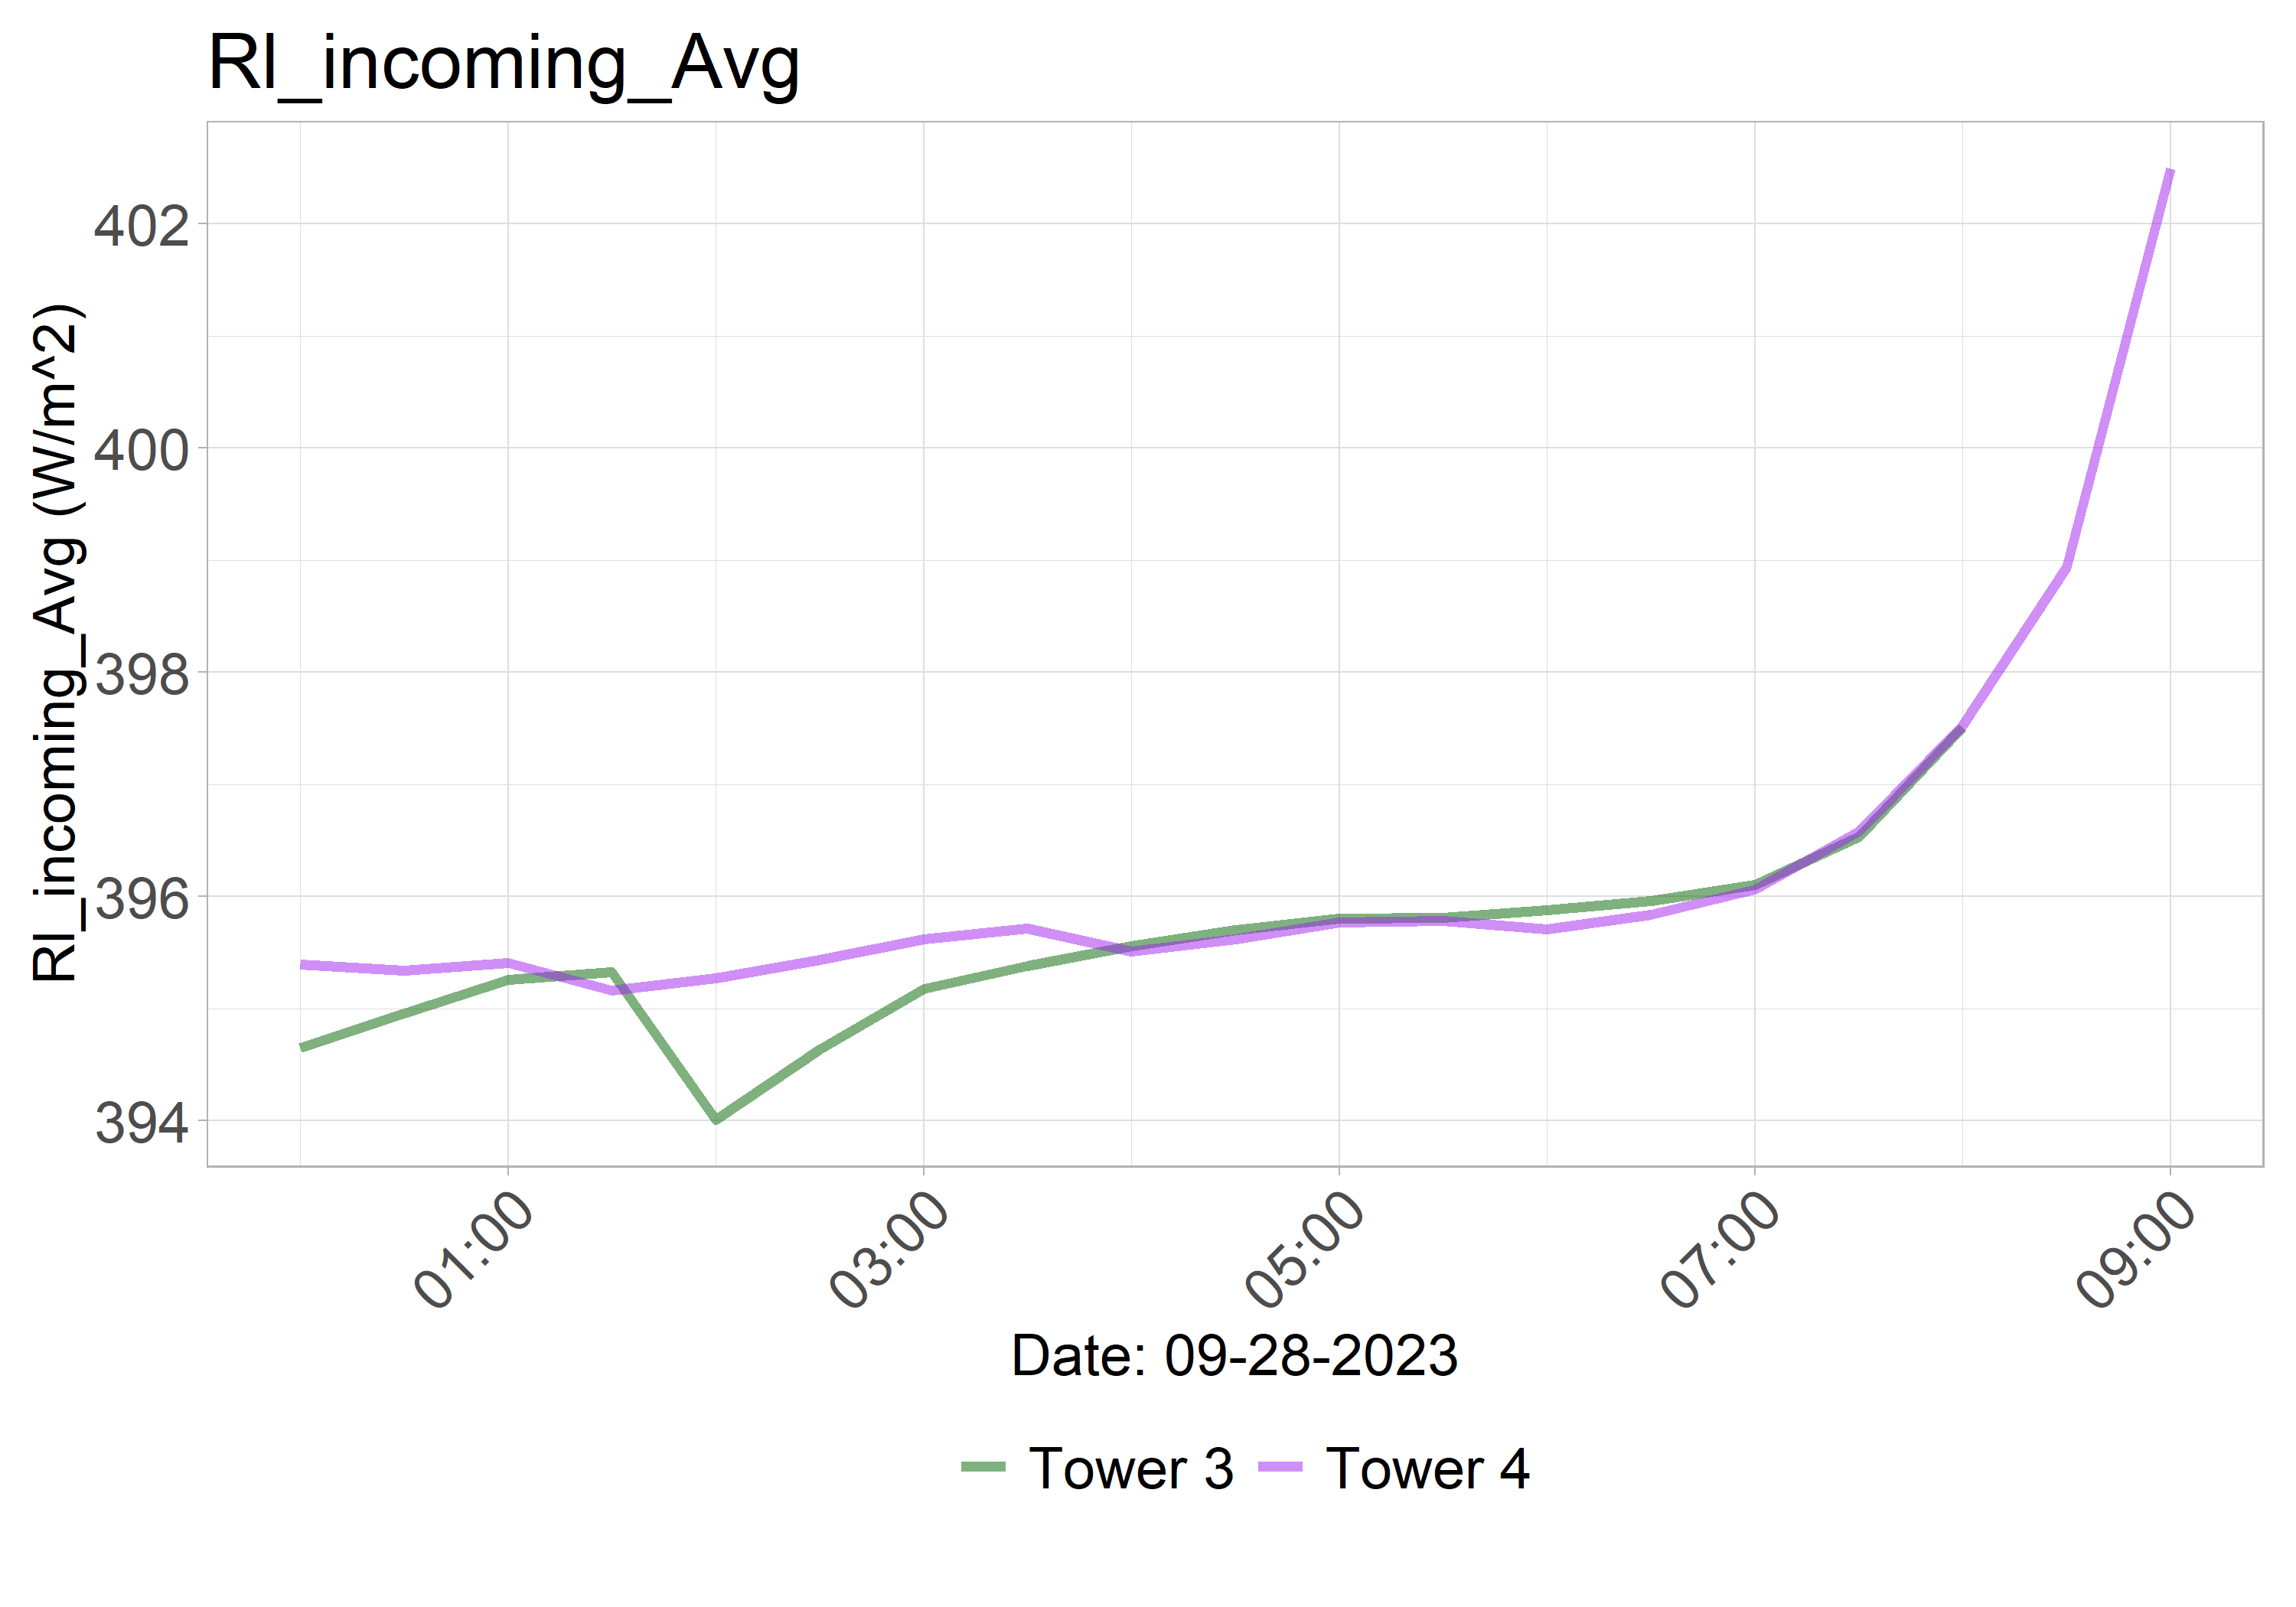 Rl_incoming_Avg
Rl_incoming_Avg (W/m^2)
402
400
398
396
394
01:00
03:00
05:00
07:00
09:00
Date: 09-28-2023
Tower 3
Tower 4